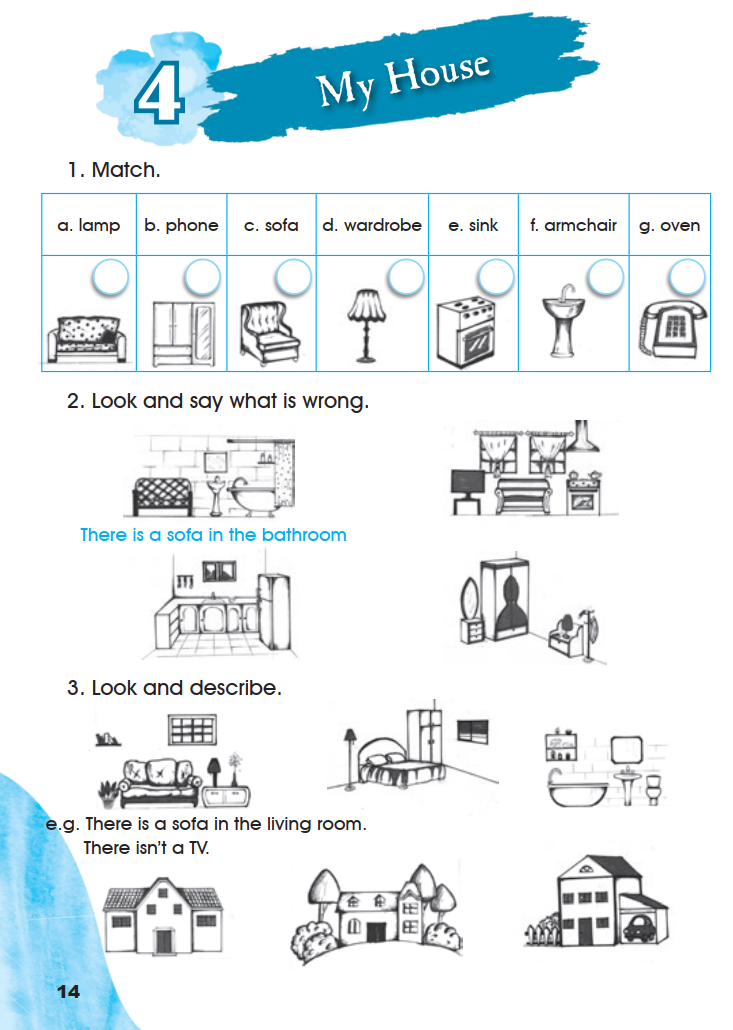 4
My House
1. Match.
a. lamp b. phone c. sofa d. wardrobe e. sink f. armchair g. oven
2. Look and say what is wrong.
There is a sofa in the bathroom
3. Look and describe.
e.g. There is a sofa in the living room.
There isn't a TV.
14